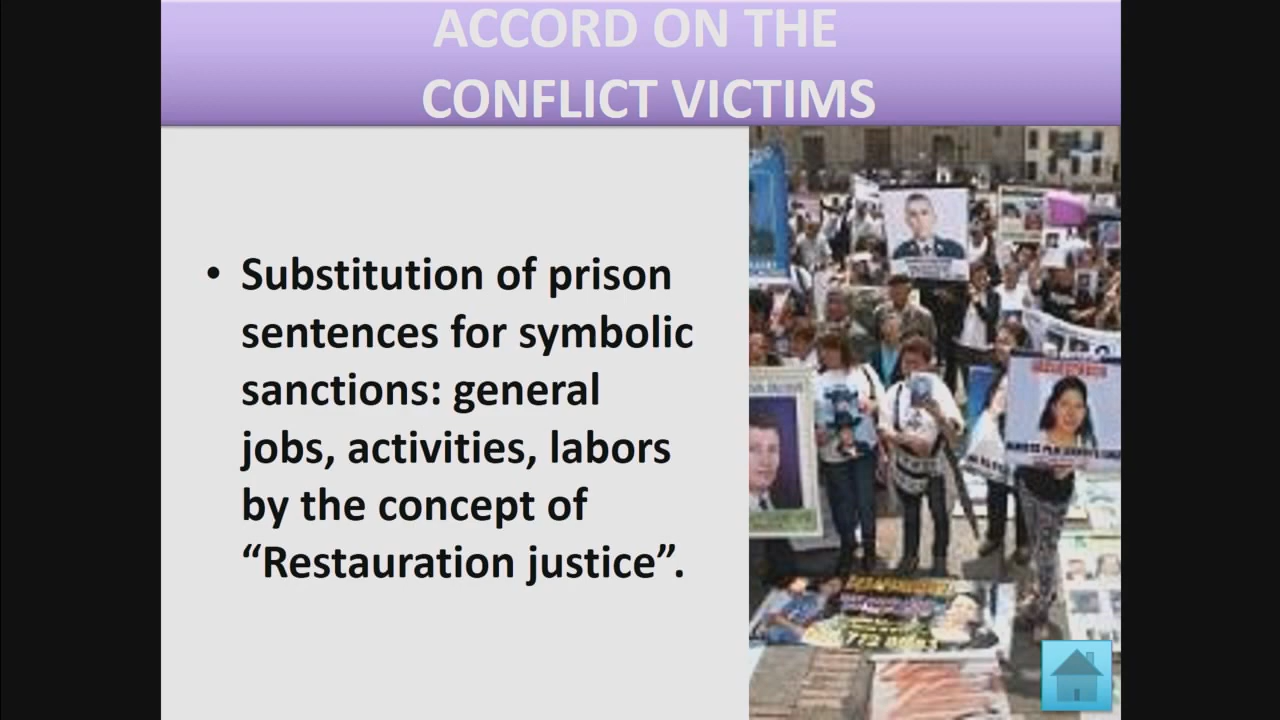 ACCORD ON THE
CONFLICT VICTIMS
• Substitution of prison
sentences for symbolic
sanctions: general
jobs, activities, labors
by the concept of
“Restauration justice”.